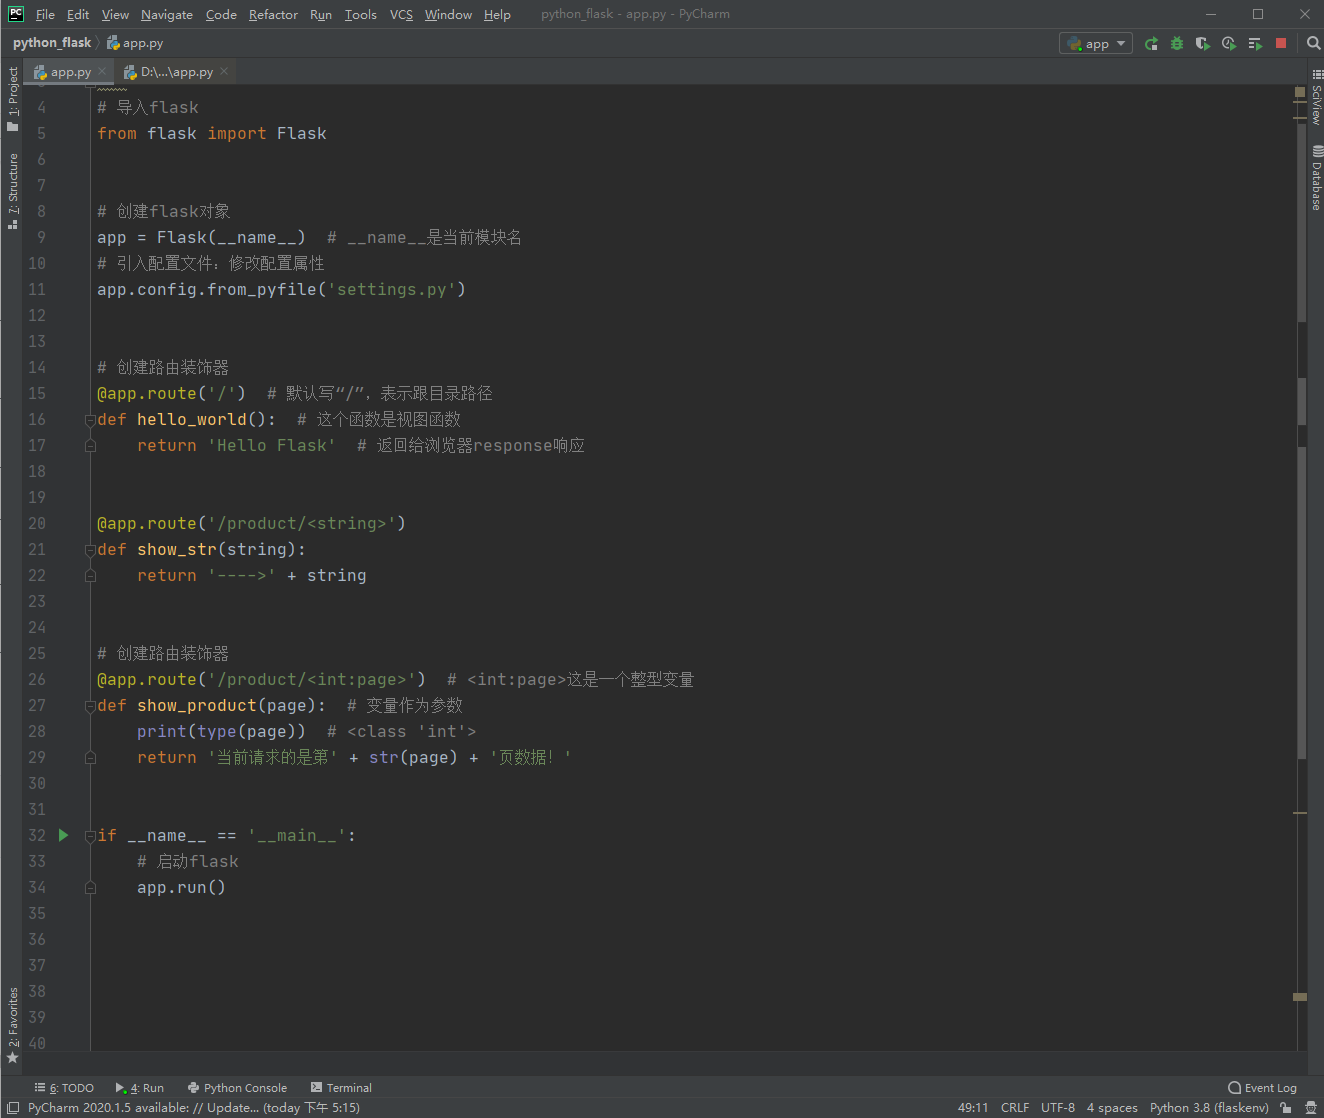 File Edit View Navigate Code Refactor Run Tools VCS Window Help python_flask - app.py - PyCharm
python_flask app.py app
app.py D:\...\app.py
1: Project
7: Structure
2: Favorites
SciView
Database
4 # 导入flask
5 from flask import Flask
6
7
8 # 创建flask对象
9 app = Flask(__name__)  # __name__是当前模块名
10 # 引入配置文件：修改配置属性
11 app.config.from_pyfile('settings.py')
12
13
14 # 创建路由装饰器
15 @app.route('/')  # 默认写“/”，表示跟目录路径
16 def hello_world():  # 这个函数是视图函数
17     return 'Hello Flask'  # 返回给浏览器response响应
18
19
20 @app.route('/product/<string>')
21 def show_str(string):
22     return '---->' + string
23
24
25 # 创建路由装饰器
26 @app.route('/product/<int:page>')  # <int:page>这是一个整型变量
27 def show_product(page):  # 变量作为参数
28     print(type(page))  # <class 'int'>
29     return '当前请求的是第' + str(page) + '页数据！'
30
31
32 if __name__ == '__main__':
33     # 启动flask
34     app.run()
35
36
37
38
39
40
6: TODO 4: Run Python Console Terminal Event Log
PyCharm 2020.1.5 available: // Update... (today 下午 5:15) 49:11 CRLF UTF-8 4 spaces Python 3.8 (flaskenv)